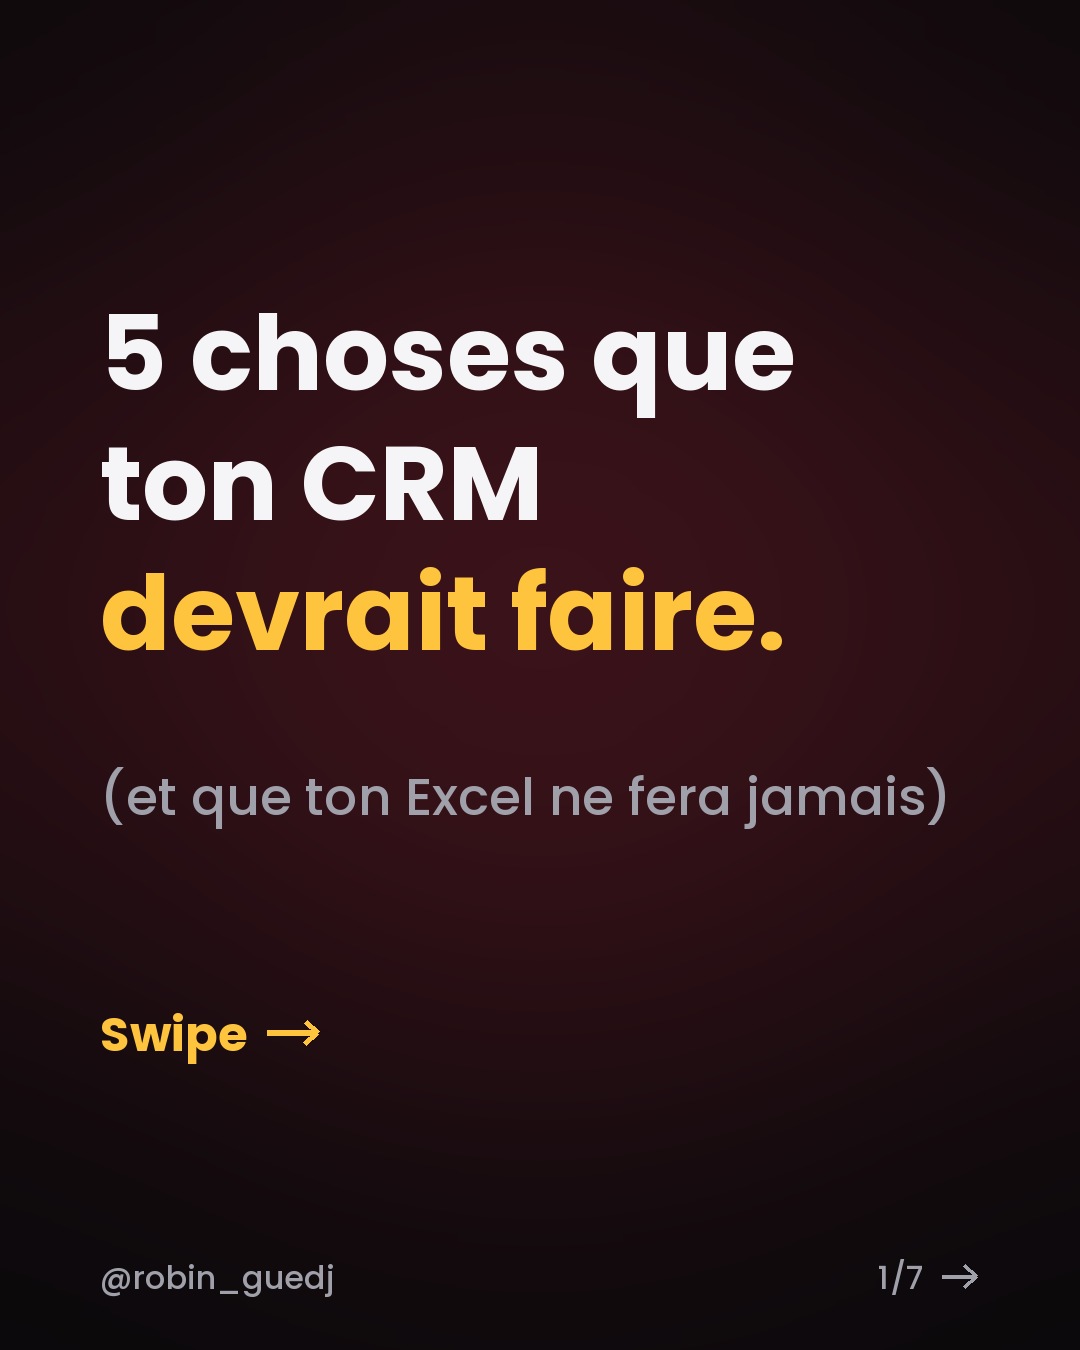 5 choses que
ton CRM
devrait faire.
(et que ton Excel ne fera jamais)
Swipe →
@robin_guedj
1/7 →